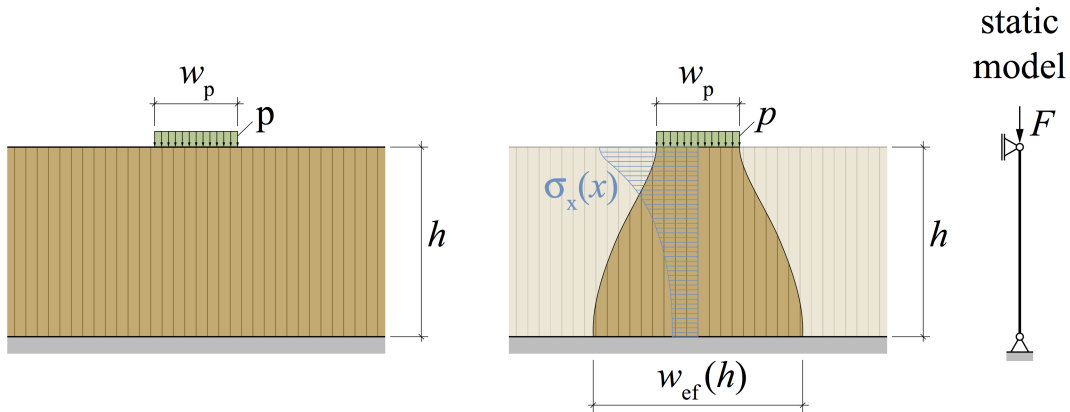 w_p
p
h
w_p
p
σ_x(x)
h
w_ef(h)
static
model
F